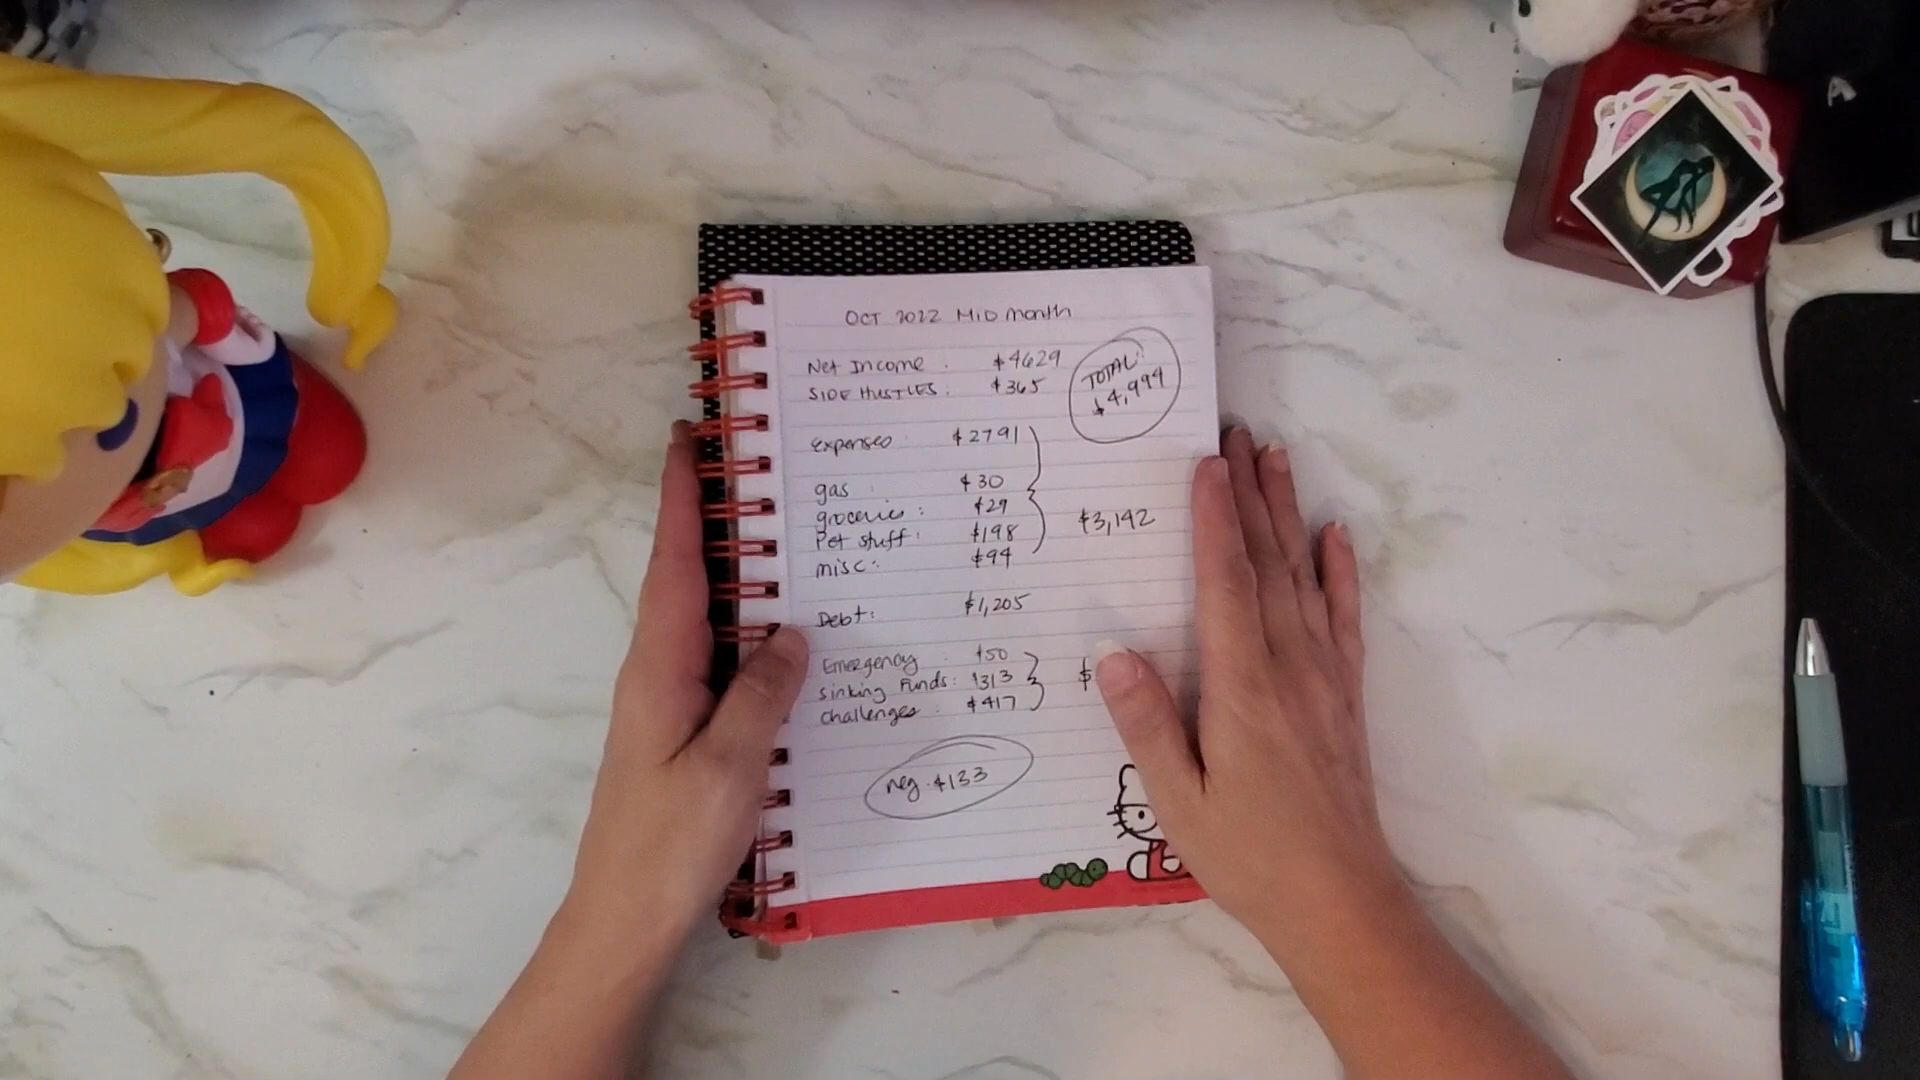 OCT 2022 MID month
Net Income : $4629
SIDE HUSTLES : $365
TOTAL:
$4,994
expenses : $2791
gas : $30
groceries : $29
Pet stuff : $198
misc : $94
$3,142
Debt : $1,205
Emergency : $50
sinking Funds : $313
challenges : $417
$
neg. $133